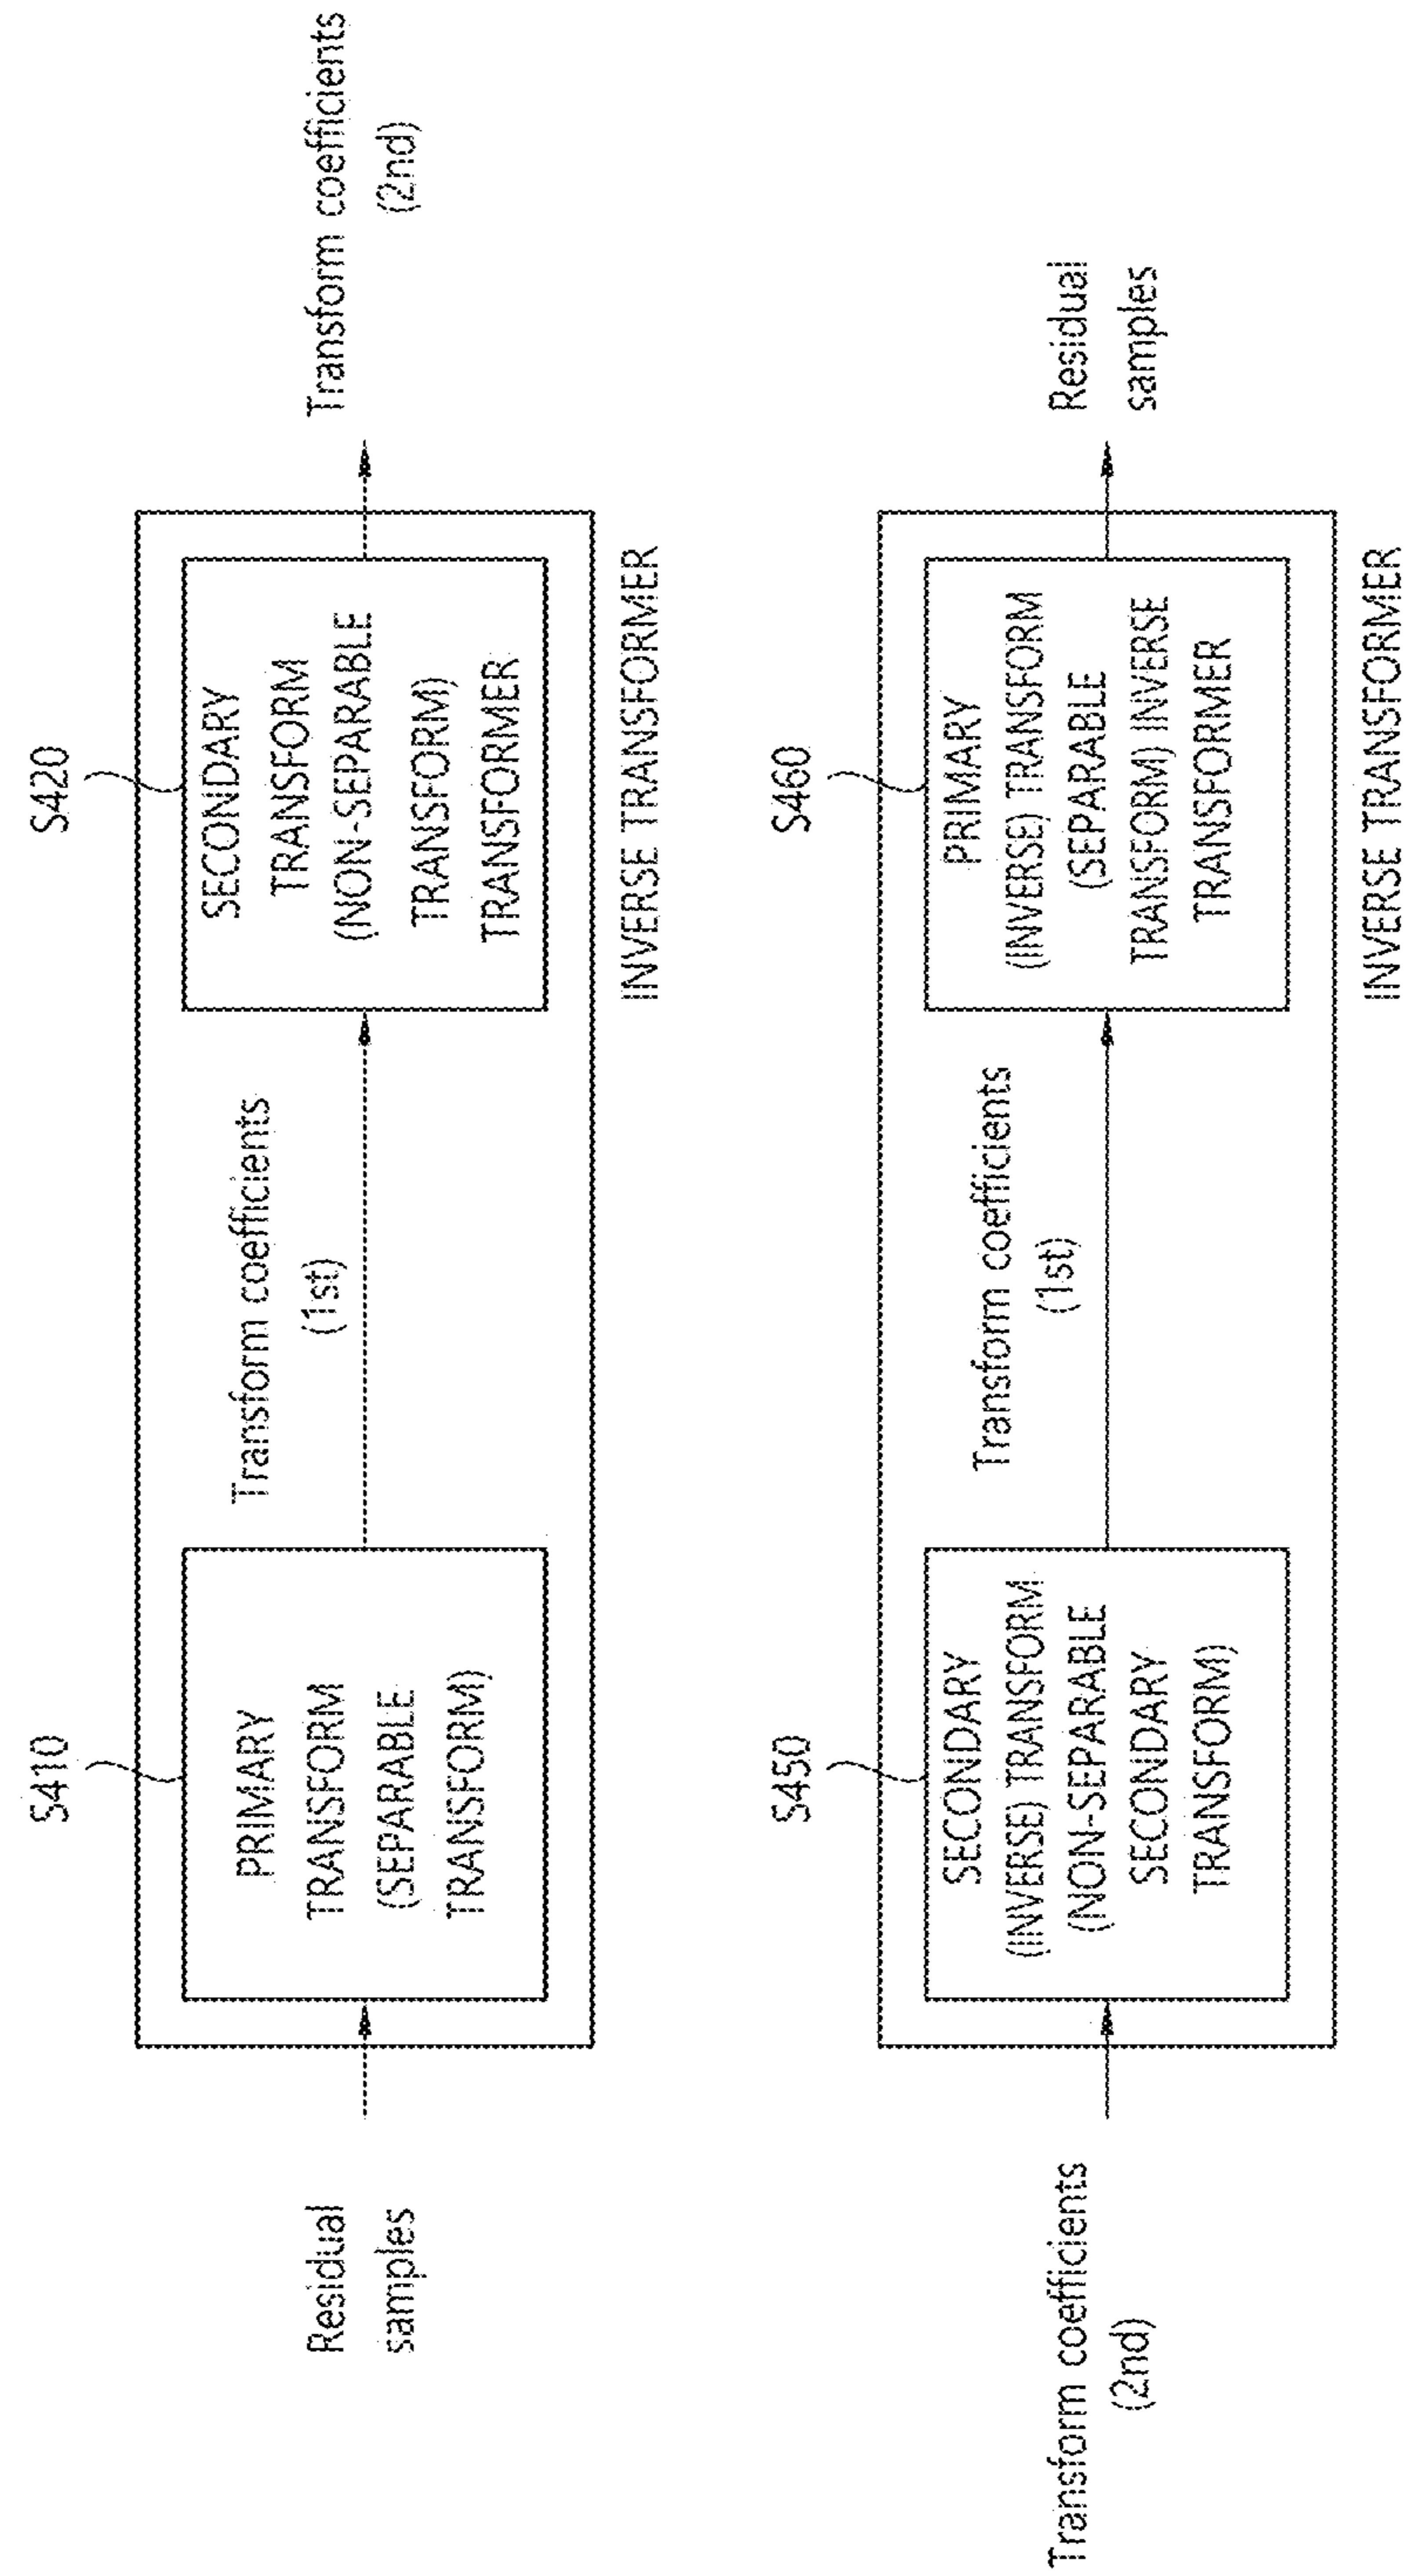 S410
S420
Residual
samples
PRIMARY
TRANSFORM
(SEPARABLE
TRANSFORM)
Transform coefficients
(1st)
SECONDARY
TRANSFORM
(NON-SEPARABLE
TRANSFORM)
TRANSFORMER
Transform coefficients
(2nd)
INVERSE TRANSFORMER
S450
S460
Transform coefficients
(2nd)
SECONDARY
(INVERSE) TRANSFORM
(NON-SEPARABLE
SECONDARY
TRANSFORM)
Transform coefficients
(1st)
PRIMARY
(INVERSE) TRANSFORM
(SEPARABLE
TRANSFORM) INVERSE
TRANSFORMER
Residual
samples
INVERSE TRANSFORMER